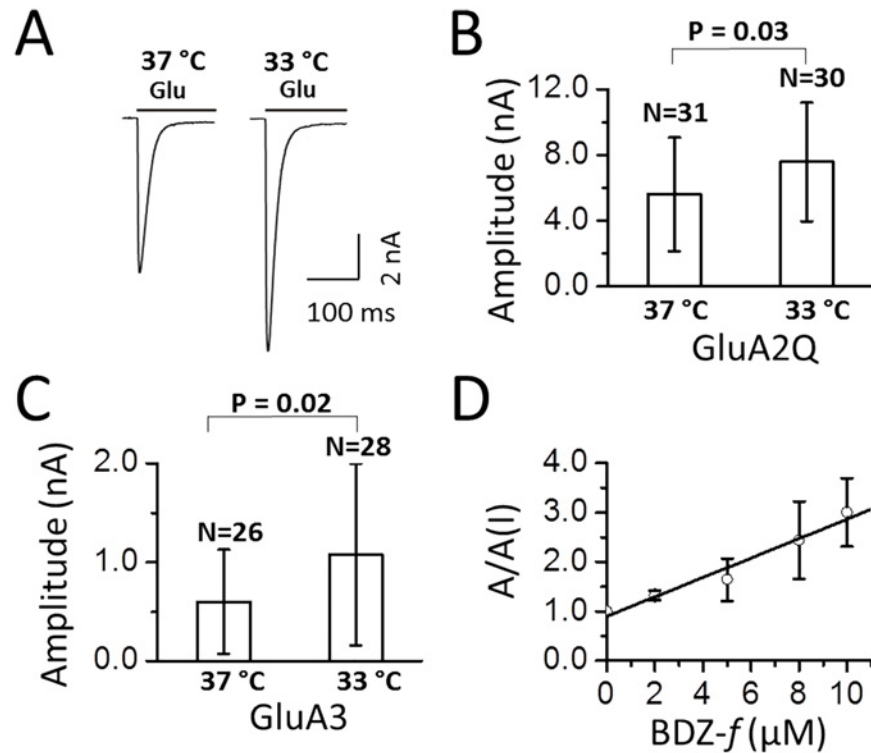 A
37 °C 33 °C
Glu Glu
2 nA
100 ms
B
P = 0.03
N=31 N=30
Amplitude (nA)
12.0
8.0
4.0
0.0
37 °C 33 °C
GluA2Q
C
P = 0.02
N=26 N=28
Amplitude (nA)
2.0
1.0
0.0
37 °C 33 °C
GluA3
D
A/A(I)
4.0
3.0
2.0
1.0
0.0
0 2 4 6 8 10
BDZ-f (μM)